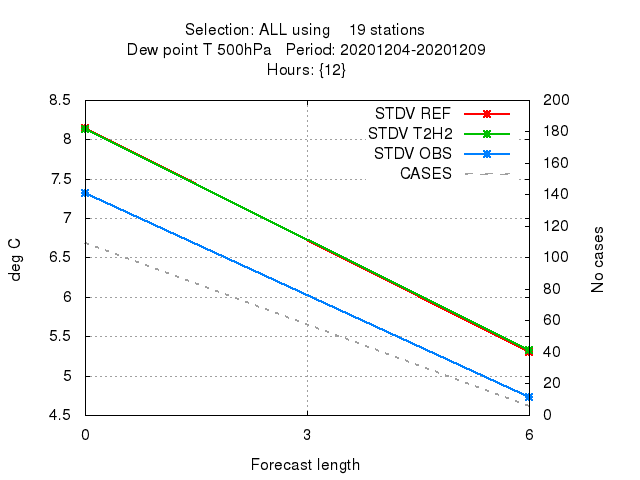 Selection: ALL using 19 stations
Dew point T 500hPa Period: 20201204-20201209
Hours: {12}
8.5 200
STDV REF
8 180
STDV T2H2
STDV OBS
7.5 160
CASES
7 140
6.5 120
6 100
5.5 80
5 60
4.5 40
20
0
deg C
No cases
0 3 6
Forecast length